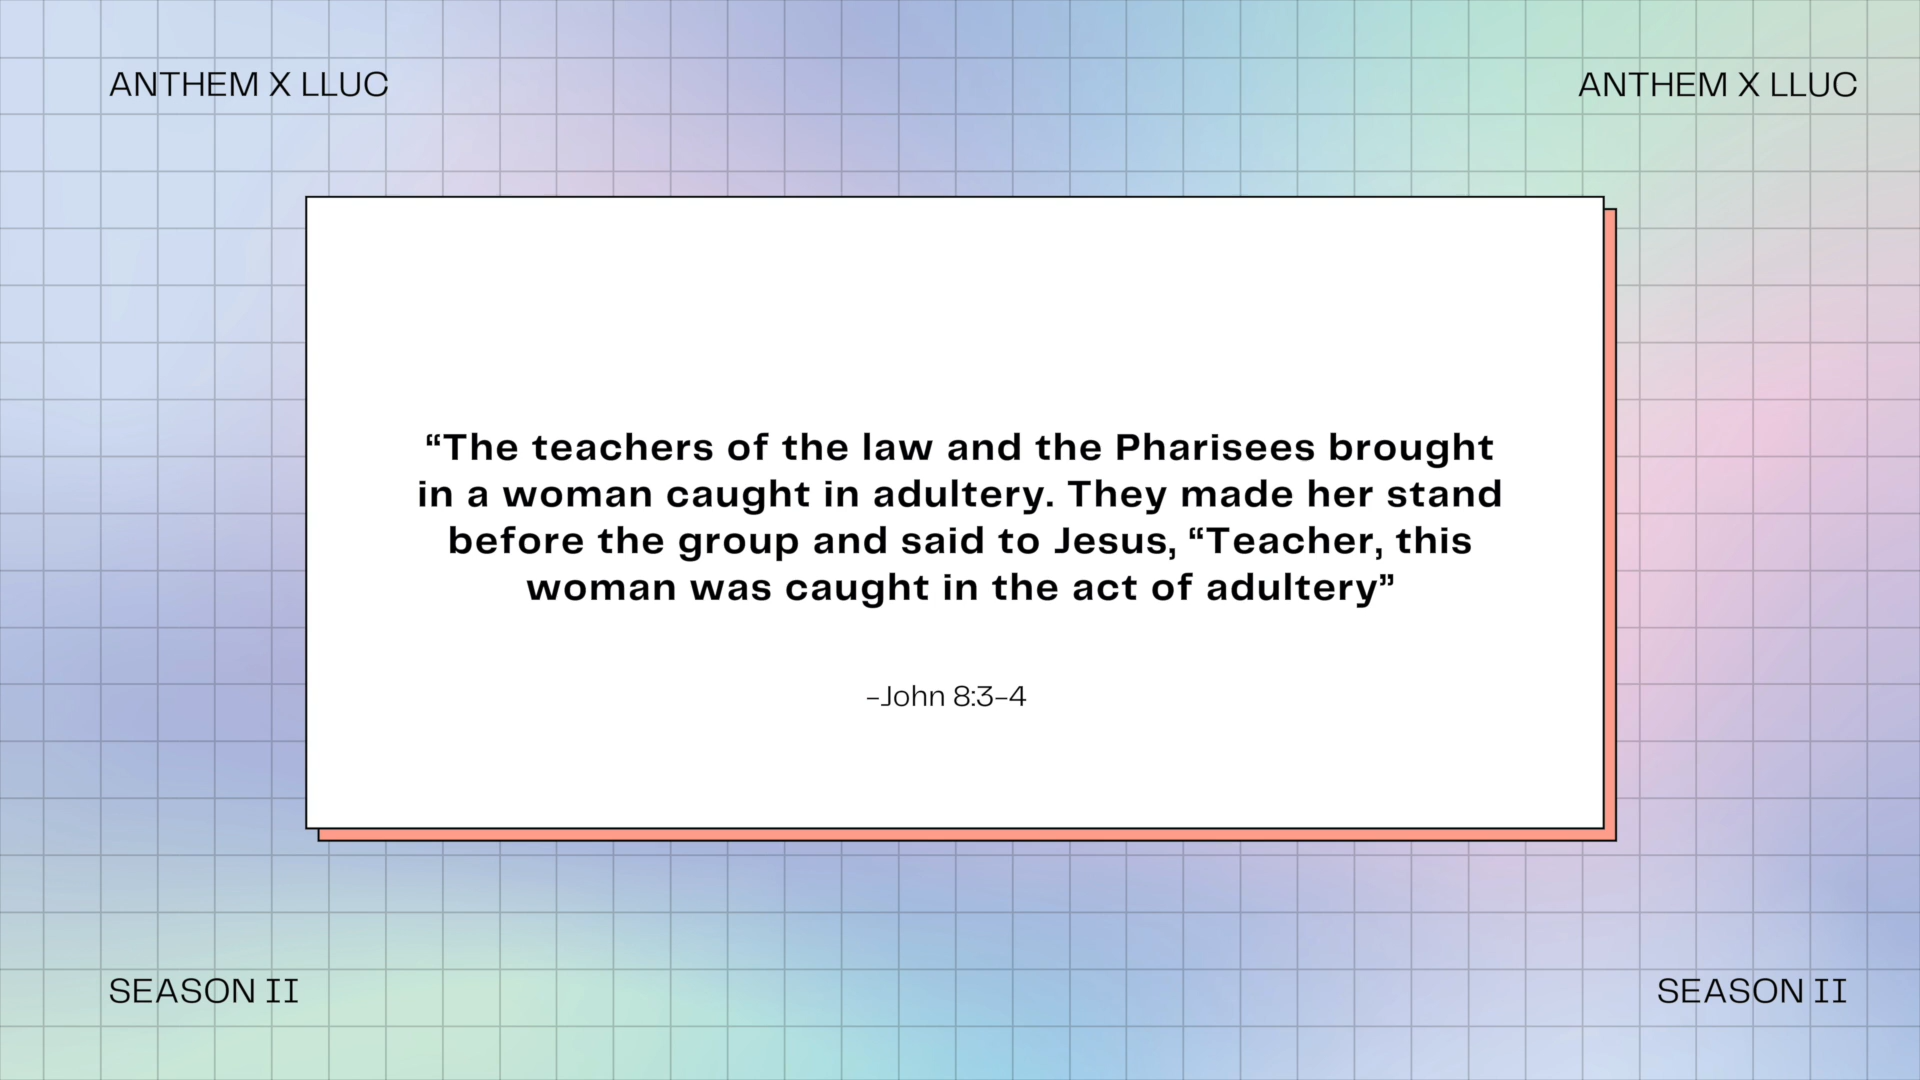 ANTHEM X LLUC
ANTHEM X LLUC
“The teachers of the law and the Pharisees brought
in a woman caught in adultery. They made her stand
before the group and said to Jesus, “Teacher, this
woman was caught in the act of adultery”
–John 8:3–4
SEASON II
SEASON II